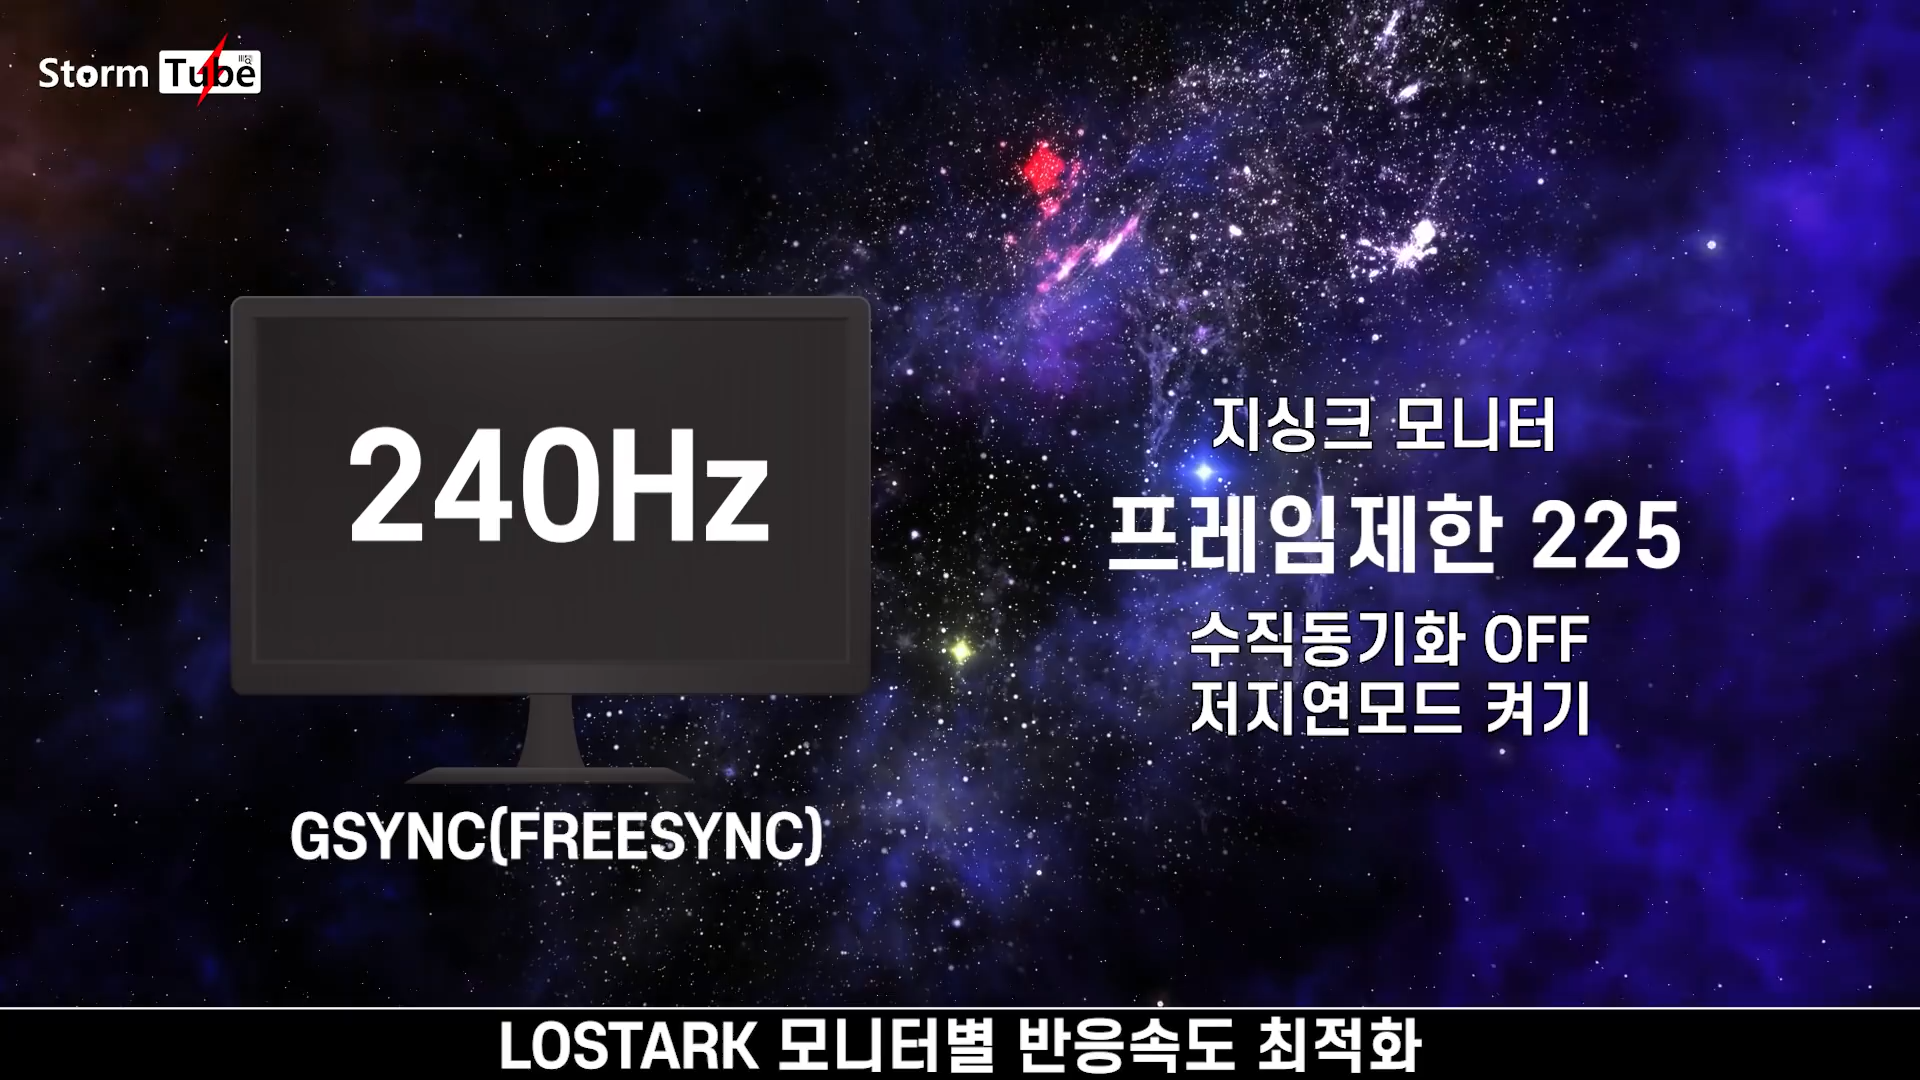 Storm Tube
240Hz
GSYNC(FREESYNC)
지싱크 모니터
프레임제한 225
수직동기화 OFF
저지연모드 켜기
LOSTARK 모니터별 반응속도 최적화